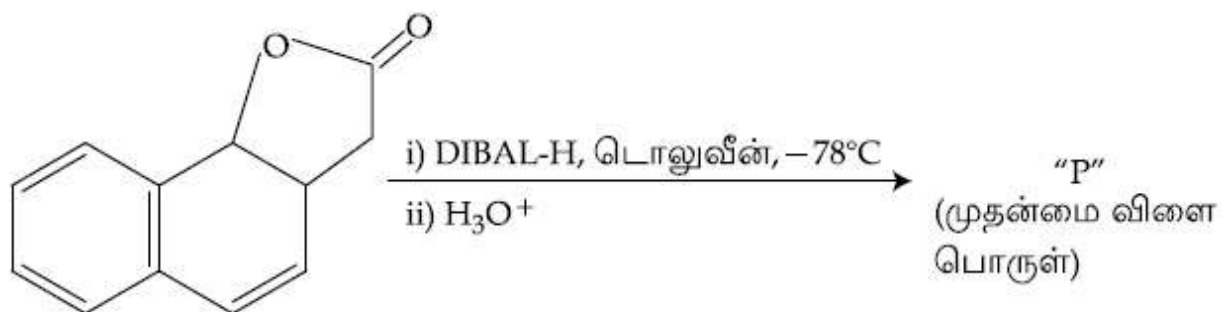 O
O
i) DIBAL-H, டொலுவீன், −78°C
ii) H₃O⁺
“P”
(முதன்மை விளை
பொருள்)